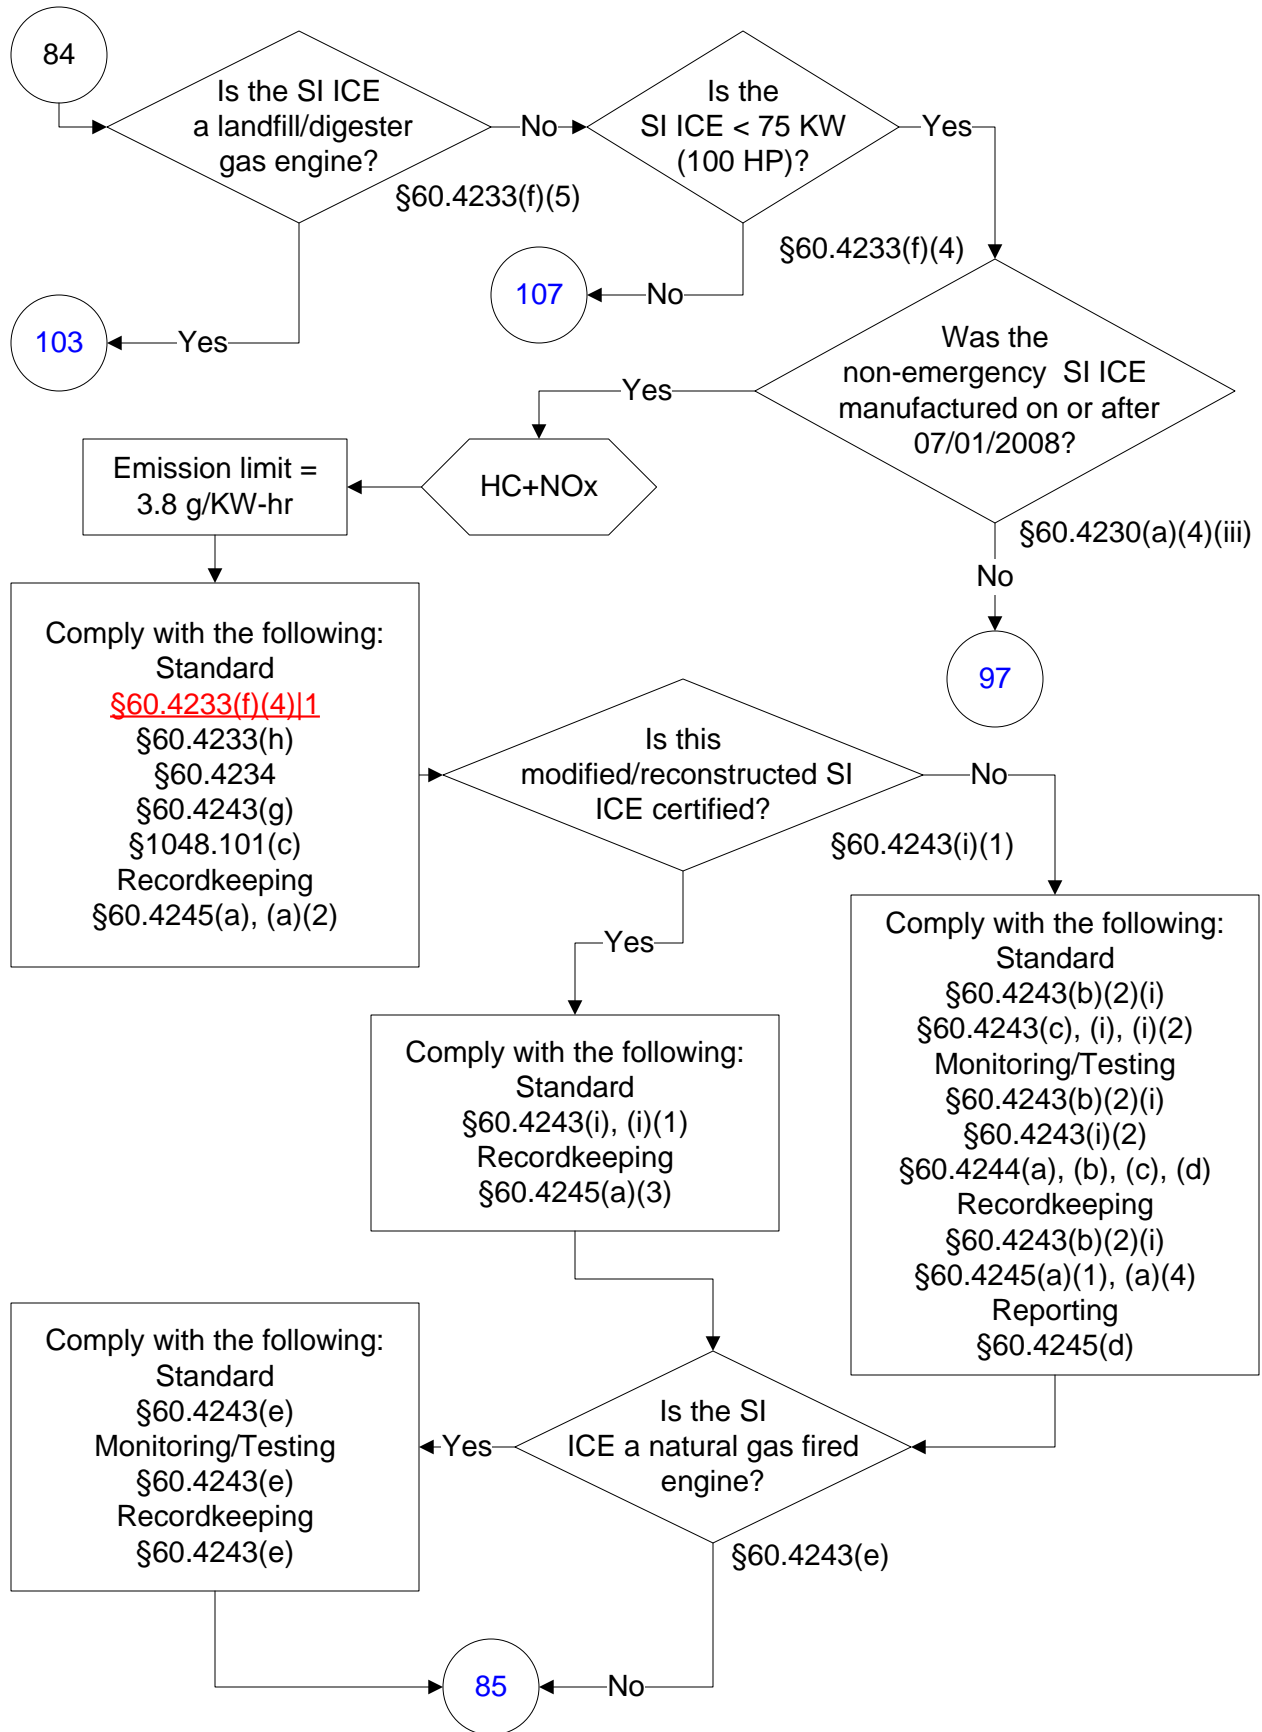 84
Is the SI ICE
a landfill/digester
gas engine?
No
Is the
SI ICE < 75 KW
(100 HP)?
Yes
§60.4233(f)(5)
§60.4233(f)(4)
103
Yes
107
No
Was the
non-emergency  SI ICE
manufactured on or after
07/01/2008?
Yes
Emission limit =
3.8 g/KW-hr
HC+NOx
§60.4230(a)(4)(iii)
No
97
Comply with the following:
Standard
§60.4233(f)(4)|1
§60.4233(h)
§60.4234
§60.4243(g)
§1048.101(c)
Recordkeeping
§60.4245(a), (a)(2)
Is this
modified/reconstructed SI
ICE certified?
No
§60.4243(i)(1)
Yes
Comply with the following:
Standard
§60.4243(b)(2)(i)
§60.4243(c), (i), (i)(2)
Monitoring/Testing
§60.4243(b)(2)(i)
§60.4243(i)(2)
§60.4244(a), (b), (c), (d)
Recordkeeping
§60.4243(b)(2)(i)
§60.4245(a)(1), (a)(4)
Reporting
§60.4245(d)
Comply with the following:
Standard
§60.4243(i), (i)(1)
Recordkeeping
§60.4245(a)(3)
Comply with the following:
Standard
§60.4243(e)
Monitoring/Testing
§60.4243(e)
Recordkeeping
§60.4243(e)
Yes
Is the SI
ICE a natural gas fired
engine?
§60.4243(e)
85
No